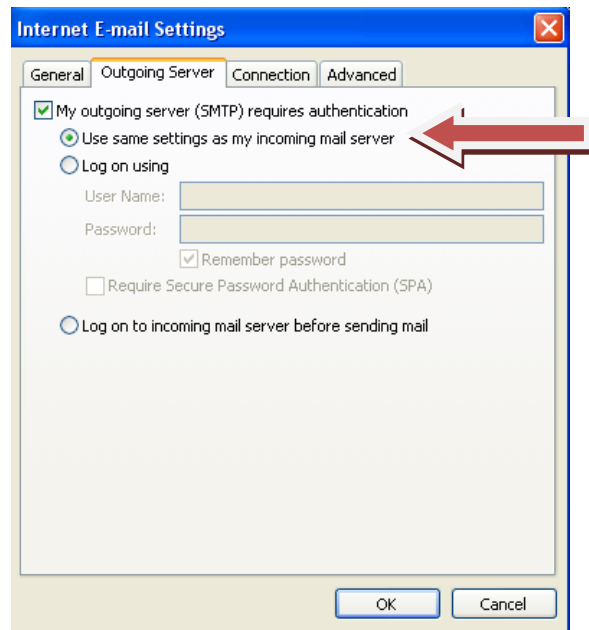 Internet E-mail Settings
General Outgoing Server Connection Advanced
My outgoing server (SMTP) requires authentication
Use same settings as my incoming mail server
Log on using
User Name:
Password:
Remember password
Require Secure Password Authentication (SPA)
Log on to incoming mail server before sending mail
OK Cancel